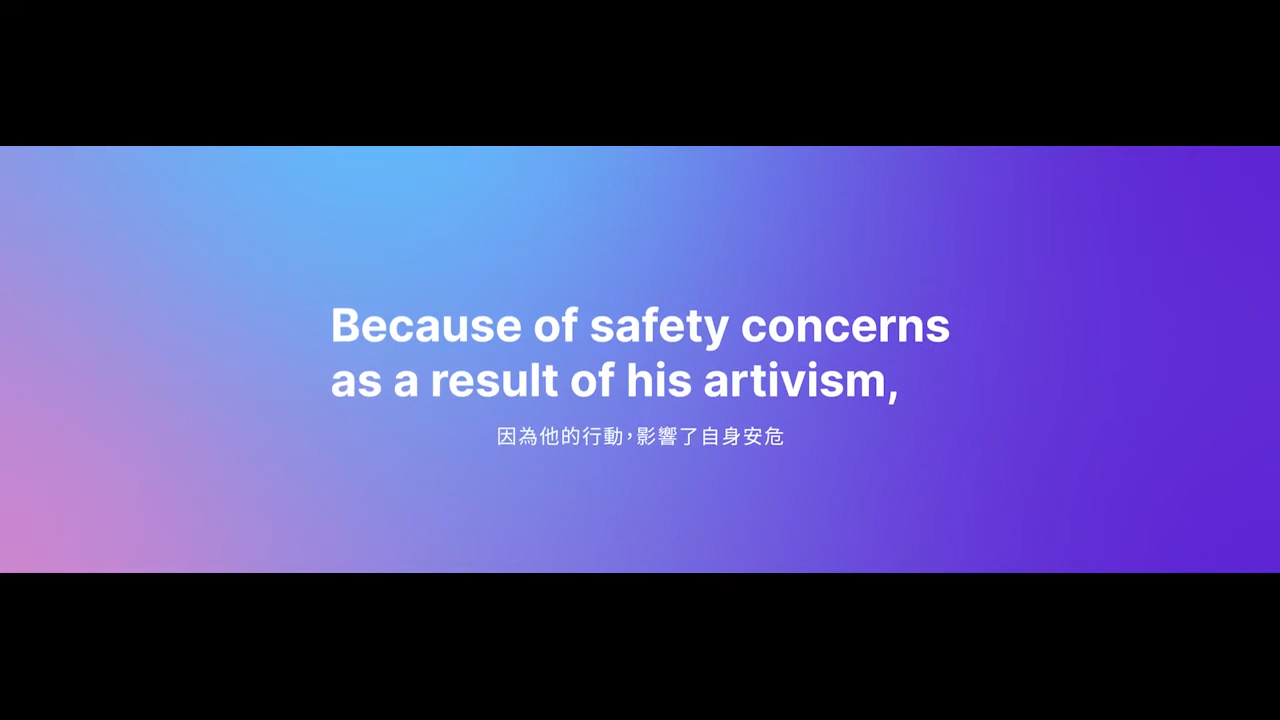 Because of safety concerns
as a result of his artivism,
因為他的行動，影響了自身安危